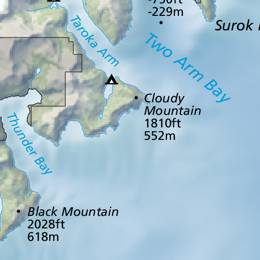 -229m
Surok
Taroka Arm
Two Arm Bay
Cloudy
Mountain
1810ft
552m
Thunder Bay
Black Mountain
2028ft
618m